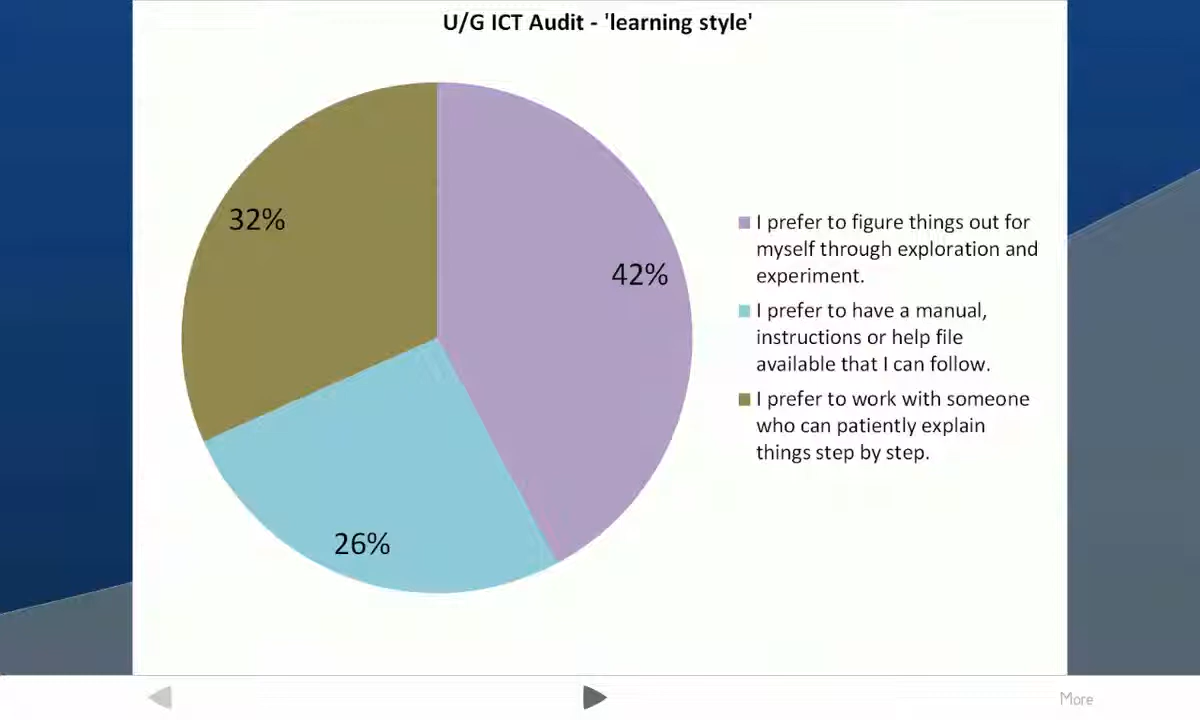 U/G ICT Audit - 'learning style'
32%
42%
26%
I prefer to figure things out for
myself through exploration and
experiment.
I prefer to have a manual,
instructions or help file
available that I can follow.
I prefer to work with someone
who can patiently explain
things step by step.
More